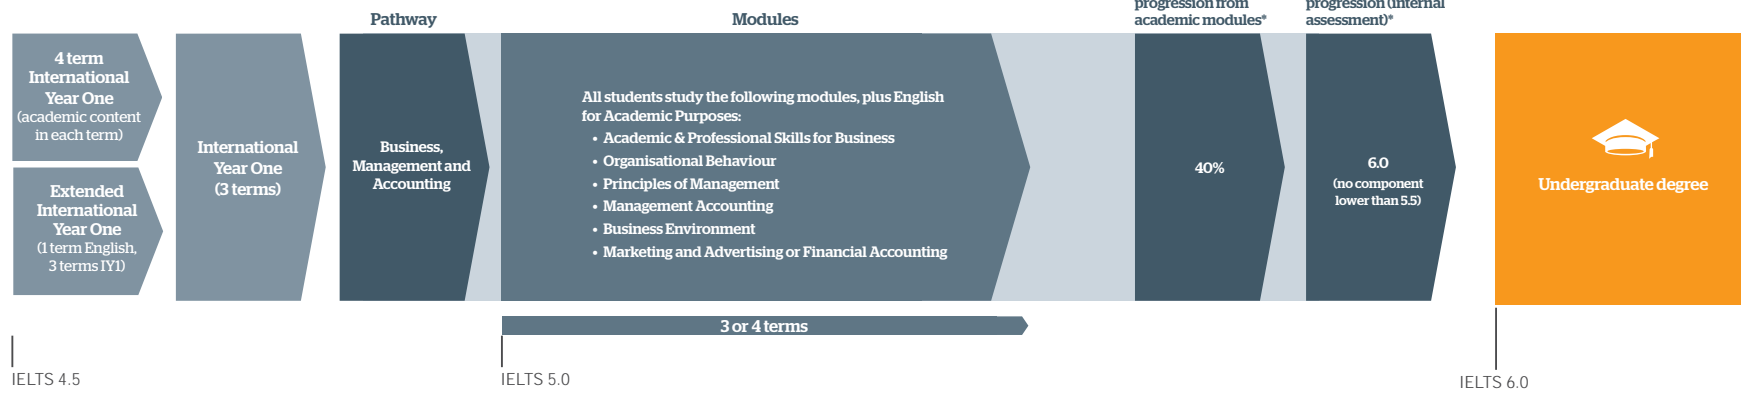 Pathway
Modules
progression from
academic modules*
progression (internal
assessment)*
4 term
International
Year One
(academic content
in each term)
Extended
International
Year One
(1 term English,
3 terms IY1)
International
Year One
(3 terms)
Business,
Management and
Accounting
All students study the following modules, plus English
for Academic Purposes:
• Academic & Professional Skills for Business
• Organisational Behaviour
• Principles of Management
• Management Accounting
• Business Environment
• Marketing and Advertising or Financial Accounting
40%
6.0
(no component
lower than 5.5)
Undergraduate degree
3 or 4 terms
IELTS 4.5
IELTS 5.0
IELTS 6.0